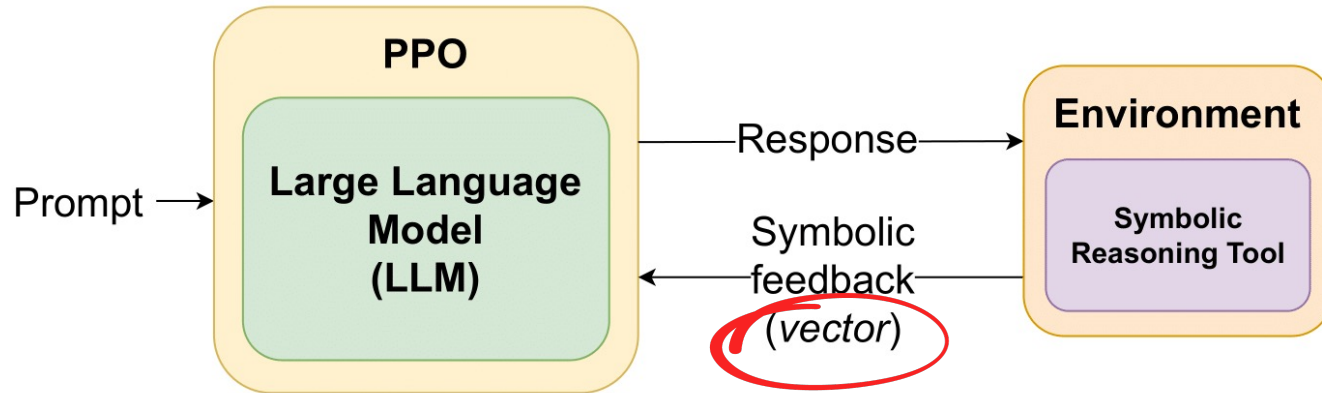 PPO
Large Language
Model
(LLM)
Prompt
Response
Symbolic
feedback
(vector)
Environment
Symbolic
Reasoning Tool